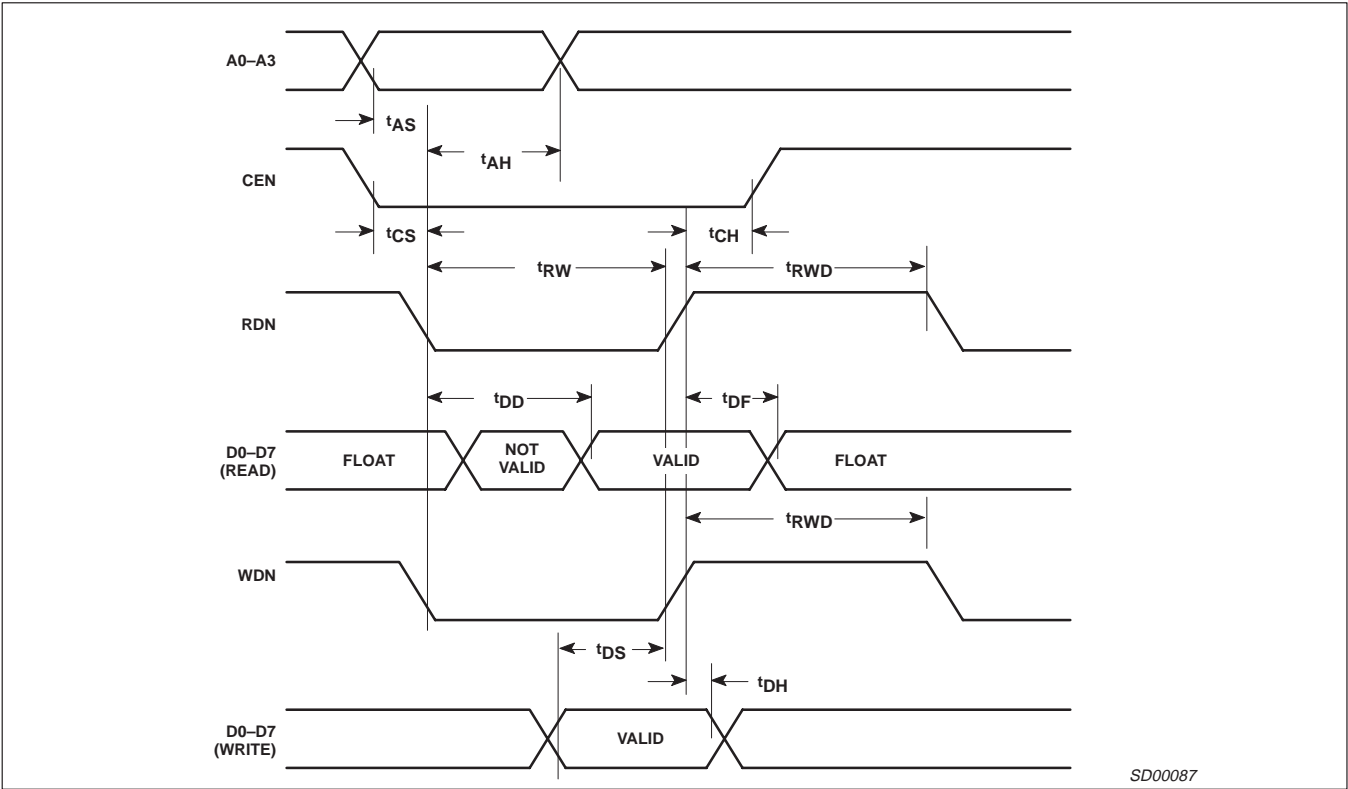 A0–A3
tAS
tAH
CEN
tCS
tCH
tRW
tRWD
RDN
tDD
tDF
D0–D7
(READ)
FLOAT
NOT
VALID
VALID
FLOAT
tRWD
WDN
tDS
tDH
D0–D7
(WRITE)
VALID
SD00087